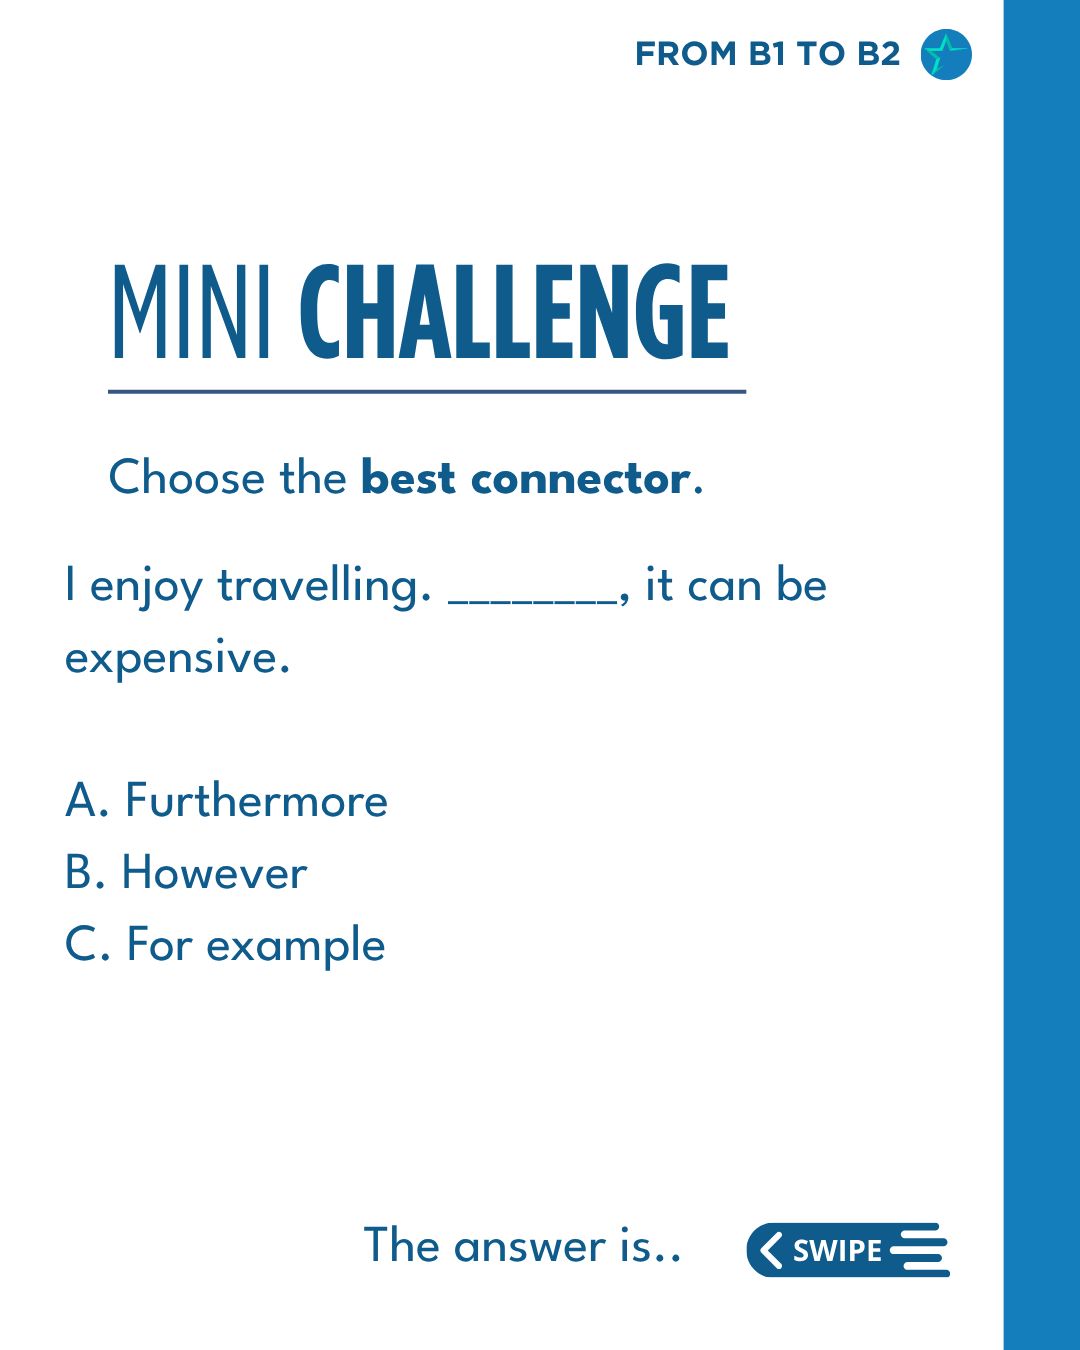 FROM B1 TO B2
MINI CHALLENGE
Choose the best connector.
I enjoy travelling. ________, it can be
expensive.
A. Furthermore
B. However
C. For example
The answer is..
SWIPE